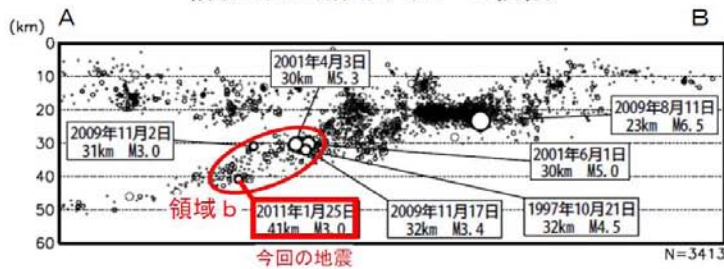 A
B
(km)
0
10
20
30
40
50
60
2001年4月3日
30km M5.3
2009年8月11日
23km M6.5
2009年11月2日
31km M3.0
2001年6月1日
30km M5.0
領域b
2011年1月25日
41km M3.0
2009年11月17日
32km M3.4
1997年10月21日
32km M4.5
今回の地震
N=3413